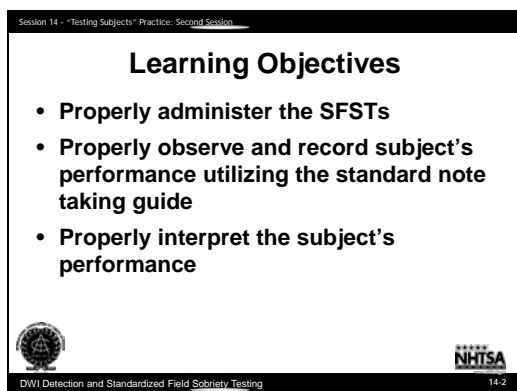 Session 14 - "Testing Subjects" Practice: Second Session
Learning Objectives
• Properly administer the SFSTs
• Properly observe and record subject's
performance utilizing the standard note
taking guide
• Properly interpret the subject's
performance
NHTSA
DWI Detection and Standardized Field Sobriety Testing
14-2